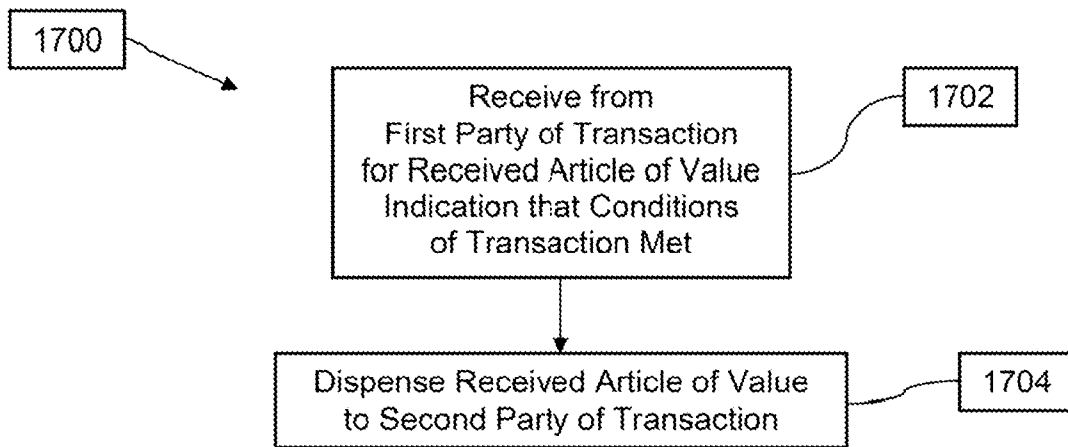 1700
Receive from
First Party of Transaction
for Received Article of Value
Indication that Conditions
of Transaction Met
1702
Dispense Received Article of Value
to Second Party of Transaction
1704